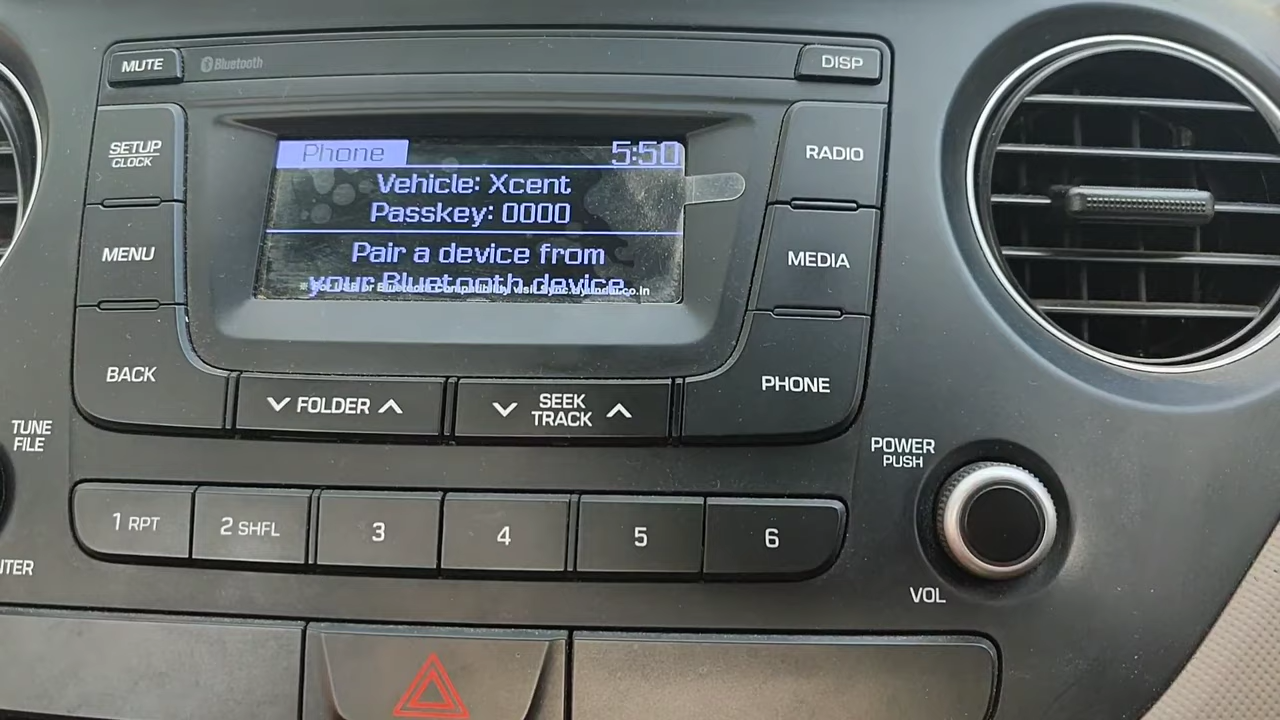 MUTE
Bluetooth
DISP
SETUP
CLOCK
Phone
5:50
RADIO
Vehicle: Xcent
Passkey: 0000
MENU
Pair a device from
your Bluetooth device.
MEDIA
BACK
FOLDER
SEEK
TRACK
PHONE
TUNE
FILE
POWER
PUSH
1 RPT
2 SHFL
3
4
5
6
VOL